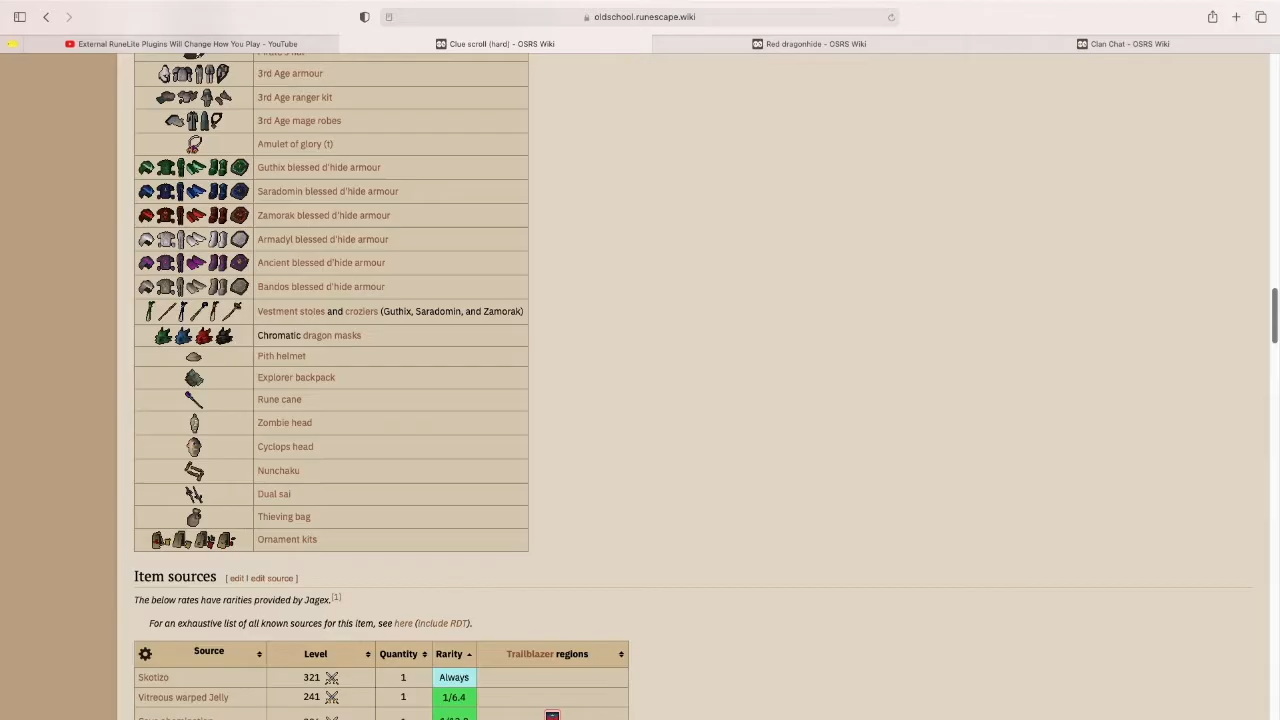 oldschool.runescape.wiki
External RuneLite Plugins Will Change How You Play - YouTube
Clue scroll (hard) - OSRS Wiki
Red dragonhide - OSRS Wiki
Clan Chat - OSRS Wiki
3rd Age armour
3rd Age ranger kit
3rd Age mage robes
Amulet of glory (t)
Guthix blessed d'hide armour
Saradomin blessed d'hide armour
Zamorak blessed d'hide armour
Armadyl blessed d'hide armour
Ancient blessed d'hide armour
Bandos blessed d'hide armour
Vestment stoles and croziers (Guthix, Saradomin, and Zamorak)
Chromatic dragon masks
Pith helmet
Explorer backpack
Rune cane
Zombie head
Cyclops head
Nunchaku
Dual sai
Thieving bag
Ornament kits
Item sources [ edit | edit source ]
The below rates have rarities provided by Jagex.[1]
For an exhaustive list of all known sources for this item, see here (include RDT).
Source Level Quantity Rarity Trailblazer regions
Skotizo 321 1 Always
Vitreous warped Jelly 241 1 1/6.4